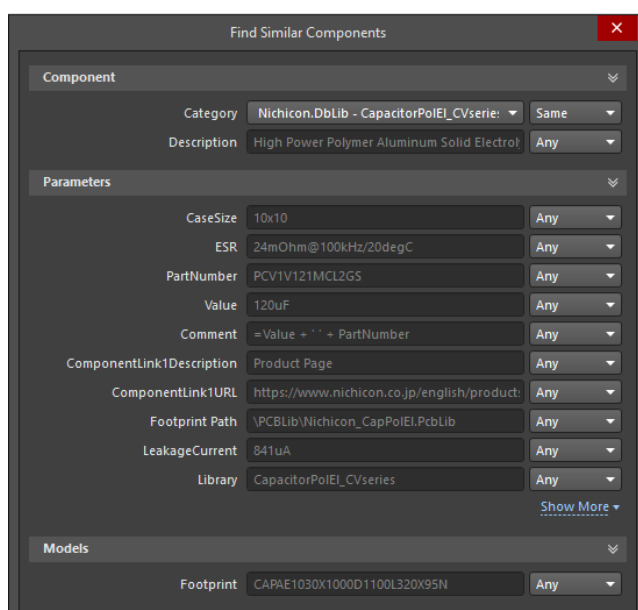 Find Similar Components
Component
Category Nichicon.DbLib - CapacitorPolEl_CVseries Same
Description High Power Polymer Aluminum Solid Electrol Any
Parameters
CaseSize 10x10 Any
ESR 24mOhm@100kHz/20degC Any
PartNumber PCV1V121MCL2GS Any
Value 120uF Any
Comment =Value + ' ' + PartNumber Any
ComponentLink1Description Product Page Any
ComponentLink1URL https://www.nichicon.co.jp/english/product Any
Footprint Path \PCBLib\Nichicon_CapPolEl.PcbLib Any
LeakageCurrent 841uA Any
Library CapacitorPolEl_CVseries Any
Show More
Models
Footprint CAPAE1030X1000D1100L320X95N Any